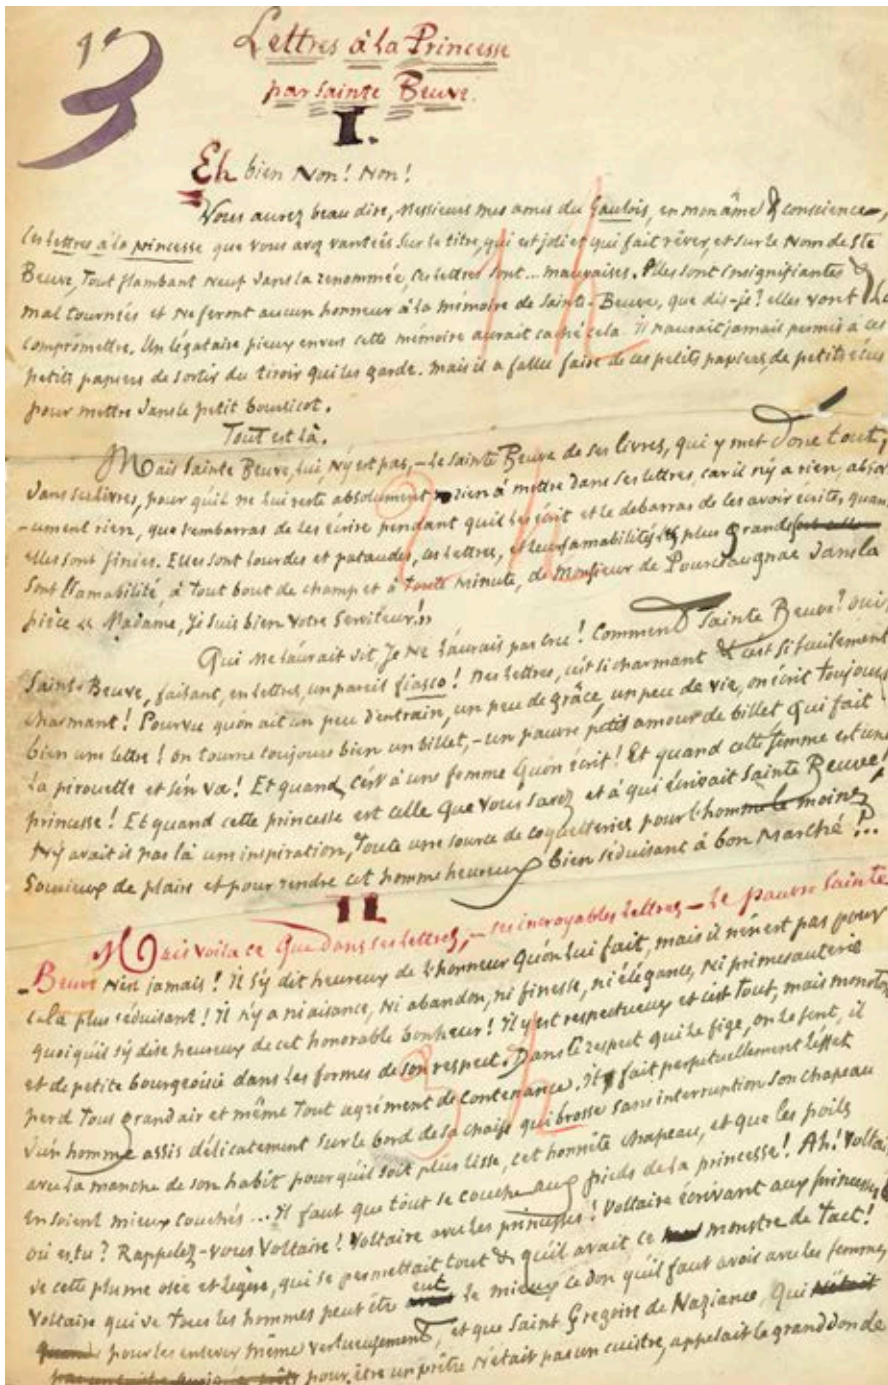 13
Lettres à la Princesse
par Sainte Beuve.
I.
Eh bien Non! Non!
Vous aurez beau dire, Messieurs mes amis du Gaulois, en mon âme & conscience,
les lettres à la princesse que vous avez vantées sur le titre, qui est joli et qui fait rêver, et sur le Nom de Ste
Beuve, tout flambant neuf dans la renommée, ces lettres sont... mauvaises. Elles sont insignifiantes &
mal tournées et ne feront aucun honneur à la mémoire de Sainte-Beuve, que dis-je? elles vont la
compromettre. Un légataire pieux envers cette mémoire aurait caché cela. Il n'aurait jamais permis à ces
petits papiers de sortir du tiroir qui les garde. Mais il a fallu faire de ces petits papiers, de petits écus
pour mettre dans le petit boursicot.
Tout est là.
Mais Sainte Beuve, lui, n'y est pas, – le Sainte Beuve de ses livres, qui y met donc tout,
dans ses livres, pour qu'il ne lui reste absolument rien à mettre dans ses lettres, car il n'y a rien, absol
-ument rien, que l'embarras de les écrire pendant qu'il les écrit et le débarras de les avoir écrites, quan
elles sont finies. Elles sont lourdes et pataudes, ces lettres, et leurs amabilités les plus grandes
sont l'amabilité, à tout bout de champ et à toute minute, de Monsieur de Pourceaugnac dans la
pièce « Madame, Je suis bien votre Serviteur! »
Qui me l'aurait dit, Je ne l'aurais pas cru! Comment Sainte Beuve? oui,
Sainte-Beuve, faisant, en lettres, un pareil fiasco! Des lettres, c'est si charmant & c'est si facilement
charmant! Pourvu qu'on ait un peu d'entrain, un peu de grâce, un peu de vie, on écrit toujours
bien une lettre! on tourne toujours bien un billet, – un pauvre petit amour de billet qui fait
la pirouette et s'en va! Et quand c'est à une femme qu'on écrit! Et quand cette femme est une
princesse! Et quand cette princesse est celle que vous savez et à qui écrivait Sainte Beuve!
N'y avait il pas là une inspiration, toute une source de coquetteries pour l'homme le moins
soucieux de plaire et pour rendre cet homme heureux bien séduisant à bon marché?..
II
Mais voilà ce que dans ses lettres, – ses incroyables lettres – le pauvre Sainte
-Beuve n'est jamais! Il s'y dit heureux de l'honneur qu'on lui fait, mais il n'en est pas pour
cela plus séduisant! Il n'y a ni aisance, ni abandon, ni finesse, ni élégance, ni primesauterie
quoiqu'il s'y dise heureux de cet honorable bonheur! Il y est respectueux et c'est tout, mais monoton
et de petite bourgeoisie dans les formes de son respect. Dans le respect qui le fige, on le sent, il
perd tout grand air et même tout agrément de contenance. Il fait perpétuellement l'effet
d'un homme assis délicatement sur le bord de sa chaise qui brosse sans interruption son chapeau
avec la manche de son habit pour qu'il soit plus lisse, cet honnête chapeau, et que les poils
en soient mieux couchés... Il faut que tout se couche aux pieds de la princesse! Ah! Voltai
où es tu? Rappelez-vous Voltaire! Voltaire avec les princesses! Voltaire écrivant aux princesses
de cette plume osée et légère, qui se permettait tout & qu'il avait, ce monstre de Tact!
Voltaire qui de tous les hommes peut être eut le mieux ce don qu'il faut avoir avec les femmes
pour les enlever même vertueusement, et que Saint Grégoire de Nazianze, qui
pour être un prêtre n'était pas un cuistre, appelait le grand don de